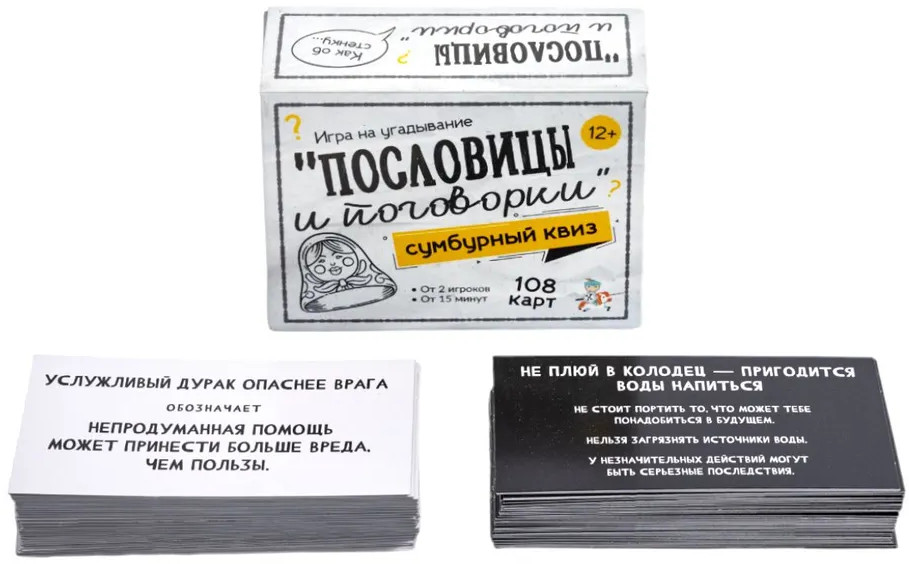 "ПОСЛОВИЦЫ
и поговорки"
?
Как об
стенку...
?
Игра на угадывание
12+
"ПОСЛОВИЦЫ
и поговорки"
?
сумбурный квиз
• От 2 игроков
• От 15 минут
108
карт
УСЛУЖЛИВЫЙ ДУРАК ОПАСНЕЕ ВРАГА
ОБОЗНАЧАЕТ
НЕПРОДУМАННАЯ ПОМОЩЬ
МОЖЕТ ПРИНЕСТИ БОЛЬШЕ ВРЕДА,
ЧЕМ ПОЛЬЗЫ.
НЕ ПЛЮЙ В КОЛОДЕЦ — ПРИГОДИТСЯ
ВОДЫ НАПИТЬСЯ
НЕ СТОИТ ПОРТИТЬ ТО, ЧТО МОЖЕТ ТЕБЕ
ПОНАДОБИТЬСЯ В БУДУЩЕМ.
НЕЛЬЗЯ ЗАГРЯЗНЯТЬ ИСТОЧНИКИ ВОДЫ.
У НЕЗНАЧИТЕЛЬНЫХ ДЕЙСТВИЙ МОГУТ
БЫТЬ СЕРЬЕЗНЫЕ ПОСЛЕДСТВИЯ.